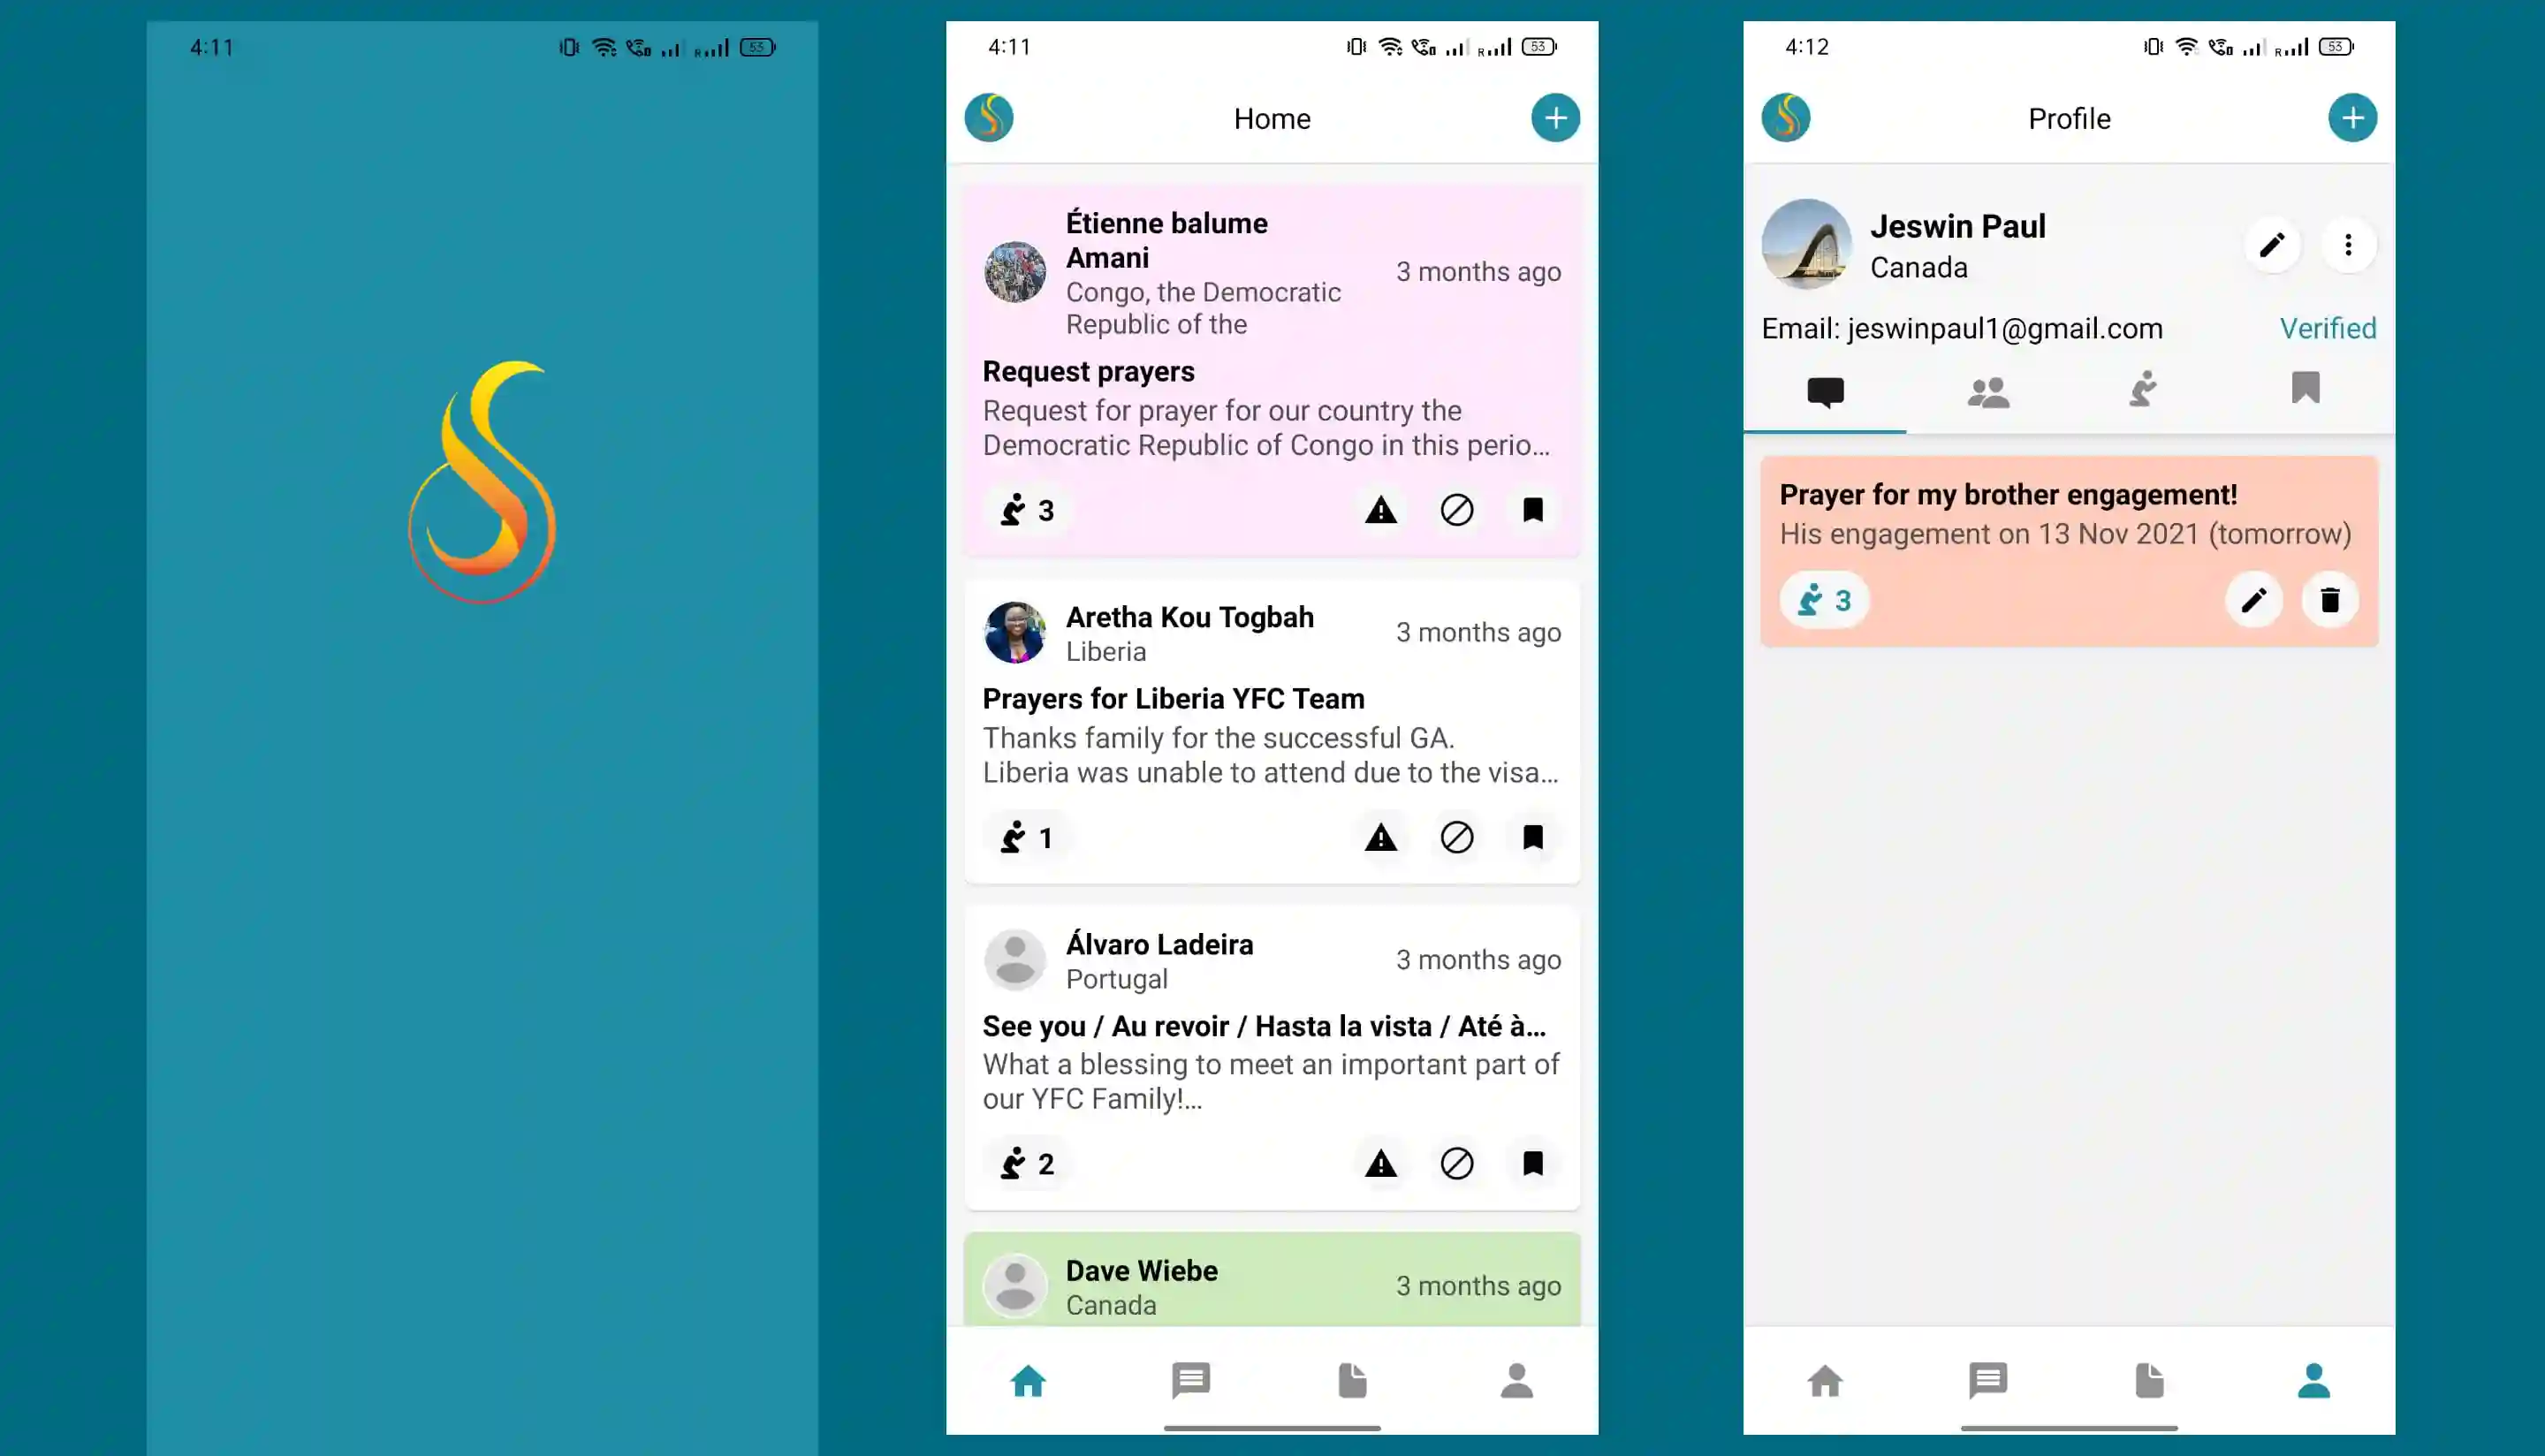 4:11
53
4:11
R
53
Home
Étienne balume
Amani
Congo, the Democratic
Republic of the
3 months ago
Request prayers
Request for prayer for our country the
Democratic Republic of Congo in this perio...
3
Aretha Kou Togbah
Liberia
3 months ago
Prayers for Liberia YFC Team
Thanks family for the successful GA.
Liberia was unable to attend due to the visa...
1
Álvaro Ladeira
Portugal
3 months ago
See you / Au revoir / Hasta la vista / Até à...
What a blessing to meet an important part of
our YFC Family!...
2
Dave Wiebe
Canada
3 months ago
4:12
R
53
Profile
Jeswin Paul
Canada
Email: jeswinpaul1@gmail.com
Verified
Prayer for my brother engagement!
His engagement on 13 Nov 2021 (tomorrow)
3